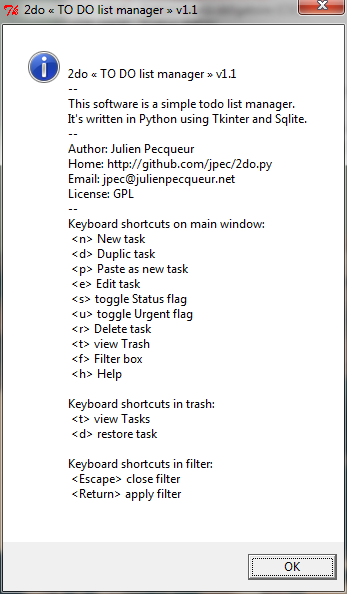 2do « TO DO list manager » v1.1
2do « TO DO list manager » v1.1
--
This software is a simple todo list manager.
It's written in Python using Tkinter and Sqlite.
--
Author: Julien Pecqueur
Home: http://github.com/jpec/2do.py
Email: jpec@julienpecqueur.net
License: GPL
--
Keyboard shortcuts on main window:
<n> New task
<d> Duplic task
<p> Paste as new task
<e> Edit task
<s> toggle Status flag
<u> toggle Urgent flag
<r> Delete task
<t> view Trash
<f> Filter box
<h> Help
Keyboard shortcuts in trash:
<t> view Tasks
<d> restore task
Keyboard shortcuts in filter:
<Escape> close filter
<Return> apply filter
OK